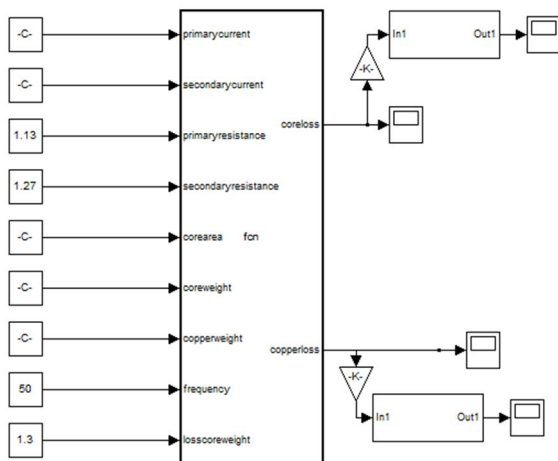 -C-
primarycurrent
-C-
secondarycurrent
1.13
primaryresistance
1.27
secondaryresistance
-C-
corearea
fcn
-C-
coreweight
-C-
copperweight
50
frequency
1.3
losscoreweight
coreloss
-K-
In1
Out1
copperloss
-K-
In1
Out1